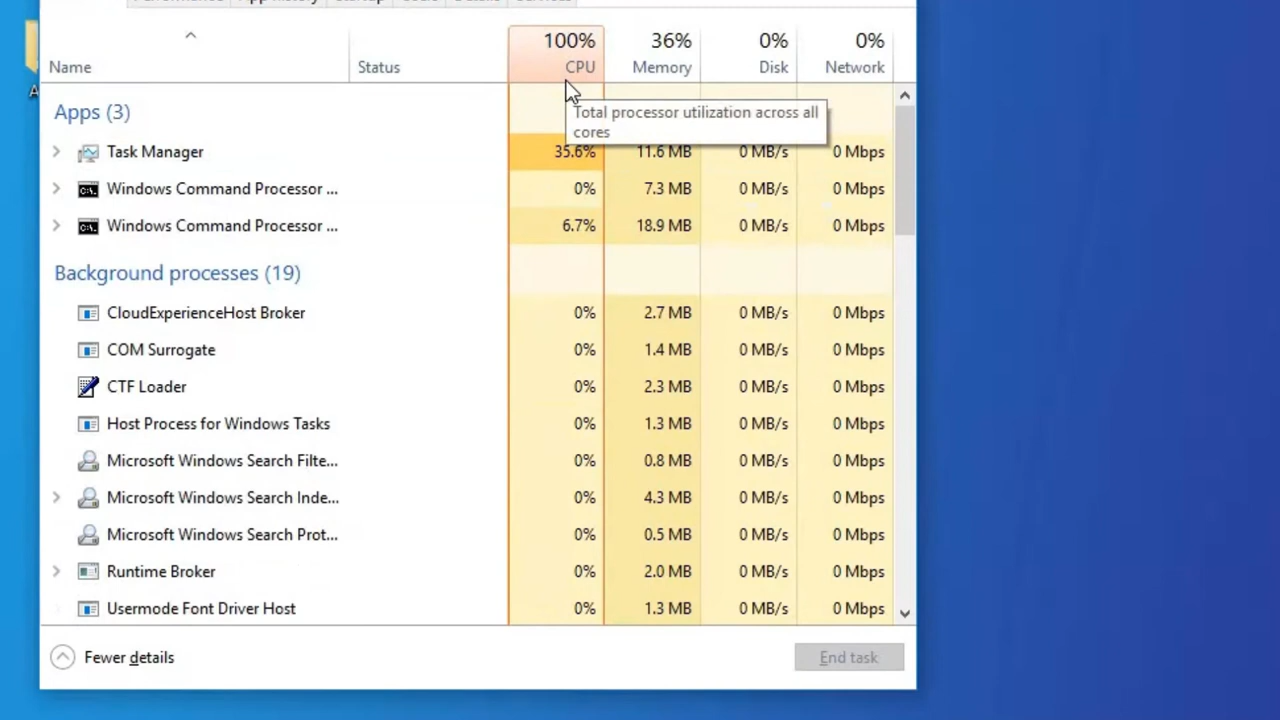 Performance App history Startup Users Details Services
100% 36% 0% 0%
Name Status CPU Memory Disk Network
Total processor utilization across all
cores
Apps (3)
Task Manager 35.6% 11.6 MB 0 MB/s 0 Mbps
Windows Command Processor ... 0% 7.3 MB 0 MB/s 0 Mbps
Windows Command Processor ... 6.7% 18.9 MB 0 MB/s 0 Mbps
Background processes (19)
CloudExperienceHost Broker 0% 2.7 MB 0 MB/s 0 Mbps
COM Surrogate 0% 1.4 MB 0 MB/s 0 Mbps
CTF Loader 0% 2.3 MB 0 MB/s 0 Mbps
Host Process for Windows Tasks 0% 1.3 MB 0 MB/s 0 Mbps
Microsoft Windows Search Filte... 0% 0.8 MB 0 MB/s 0 Mbps
Microsoft Windows Search Inde... 0% 4.3 MB 0 MB/s 0 Mbps
Microsoft Windows Search Prot... 0% 0.5 MB 0 MB/s 0 Mbps
Runtime Broker 0% 2.0 MB 0 MB/s 0 Mbps
Usermode Font Driver Host 0% 1.3 MB 0 MB/s 0 Mbps
Fewer details End task